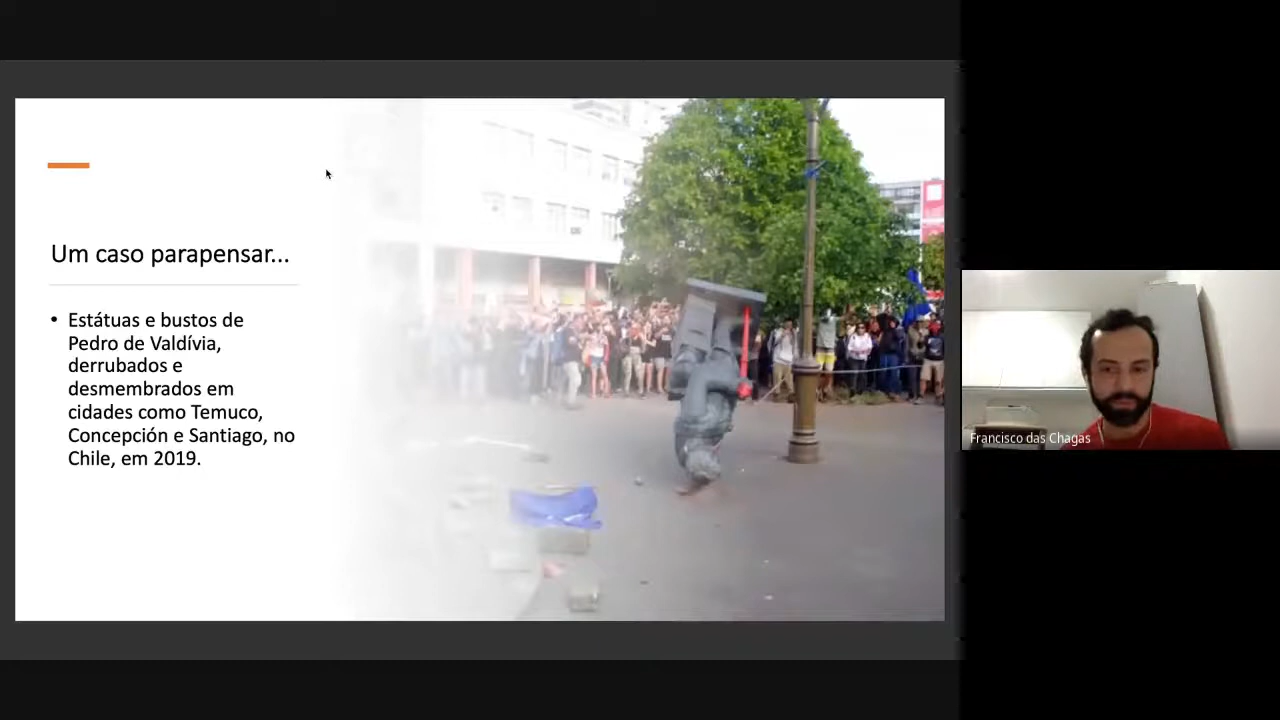 Um caso parapensar...
• Estátuas e bustos de
Pedro de Valdívia,
derrubados e
desmembrados em
cidades como Temuco,
Concepción e Santiago, no
Chile, em 2019.
Francisco das Chagas